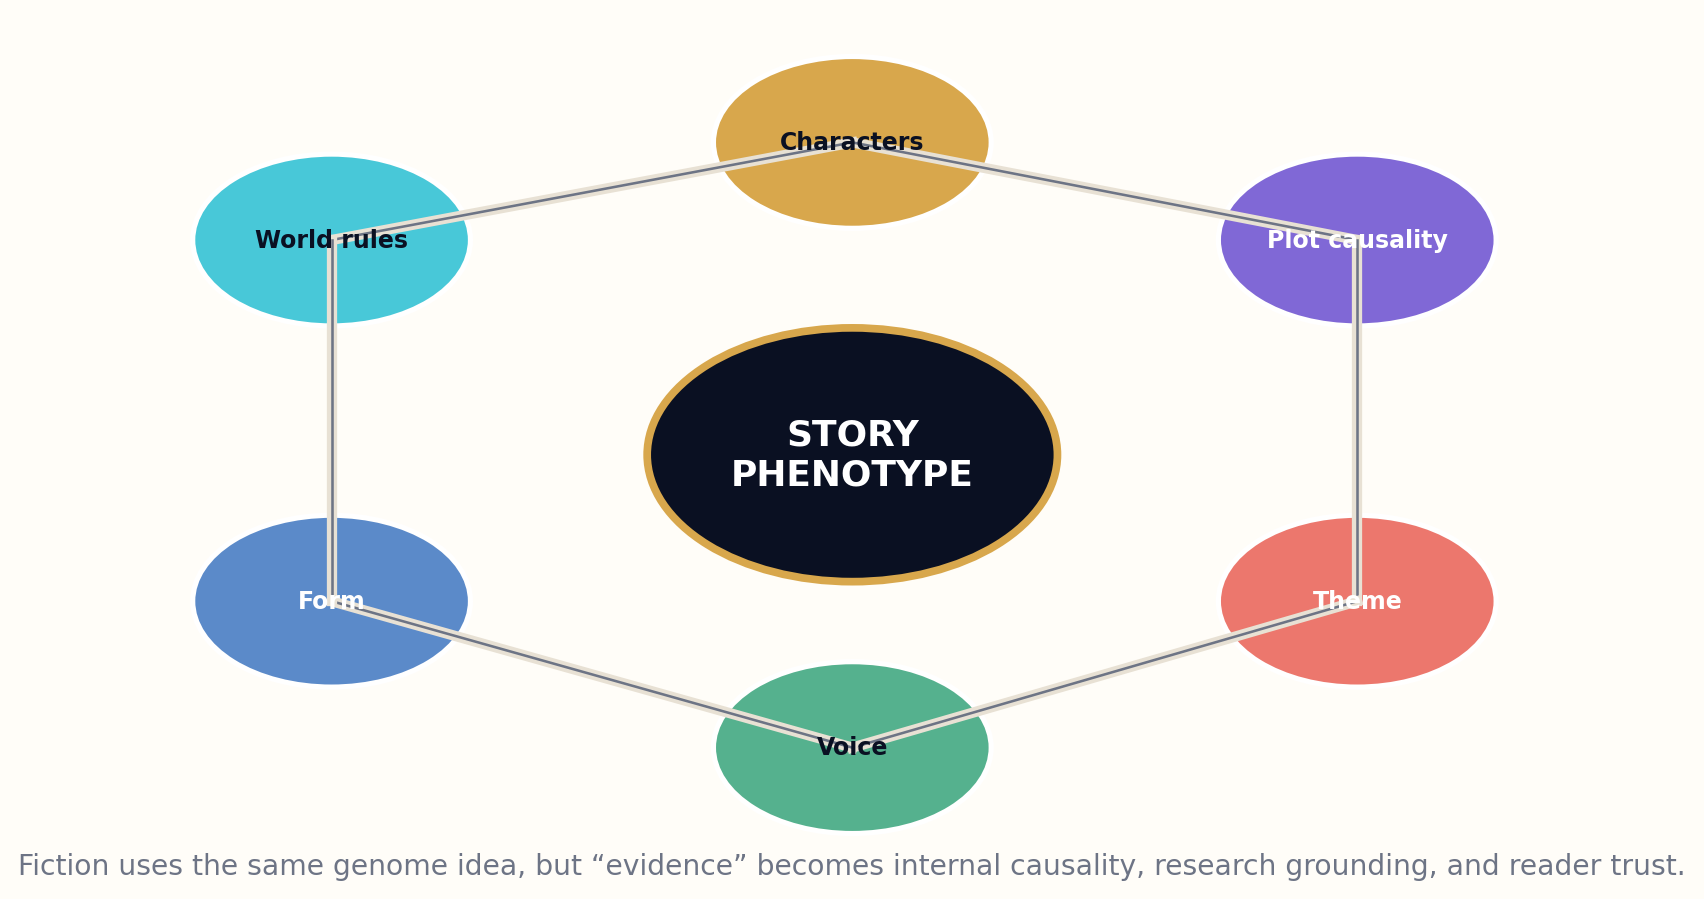 Characters
World rules
Plot causality
STORY
PHENOTYPE
Form
Theme
Voice
Fiction uses the same genome idea, but “evidence” becomes internal causality, research grounding, and reader trust.